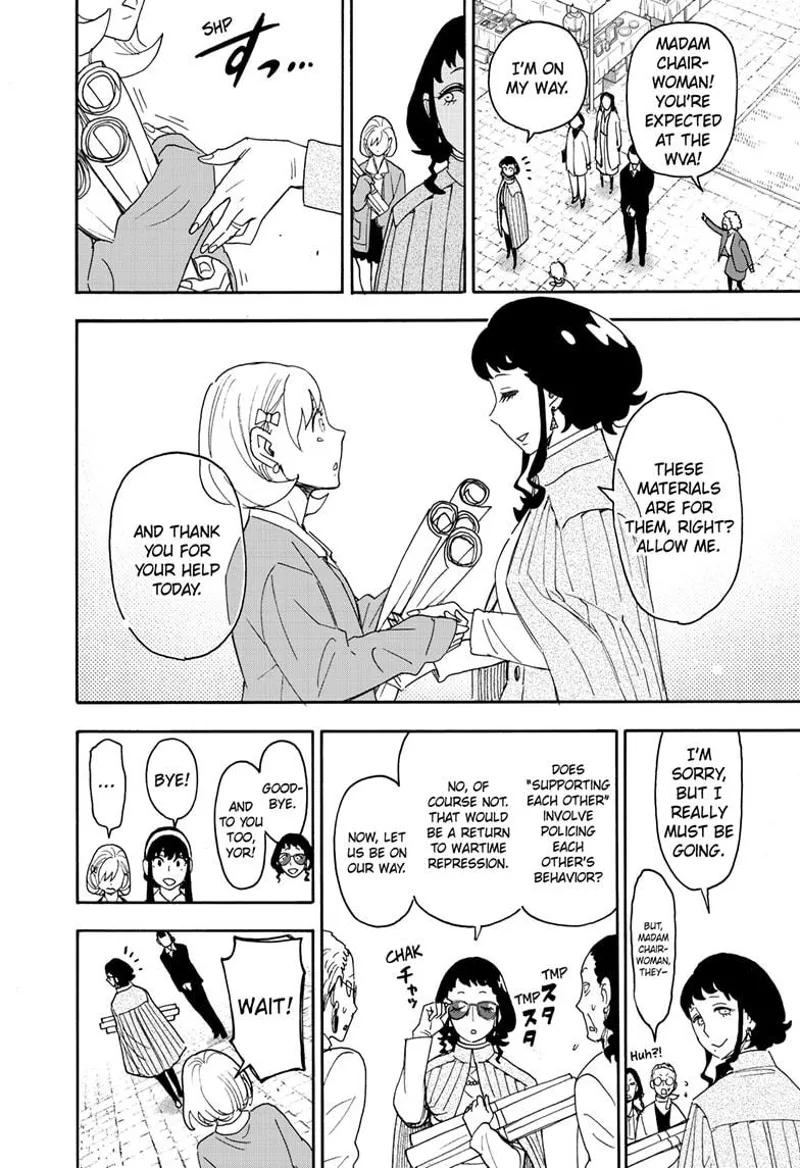 MADAM
CHAIR-
WOMAN!
YOU'RE
EXPECTED
AT THE
WVA!
I'M ON
MY WAY.
SHP
すっ…
THESE
MATERIALS
ARE FOR
THEM, RIGHT?
ALLOW ME.
AND THANK
YOU FOR
YOUR HELP
TODAY.
I'M
SORRY,
BUT I
REALLY
MUST BE
GOING.
BUT,
MADAM
CHAIR-
WOMAN,
THEY-
Huh?!
DOES
"SUPPORTING
EACH OTHER"
INVOLVE
POLICING
EACH
OTHER'S
BEHAVIOR?
NO, OF
COURSE NOT.
THAT WOULD
BE A RETURN
TO WARTIME
REPRESSION.
NOW, LET
US BE ON
OUR WAY.
TMP
スタ
TMP
スタ
CHAK
チャッ
GOOD-
BYE.
AND
TO YOU
TOO,
YOR!
BYE!
...
WAIT!